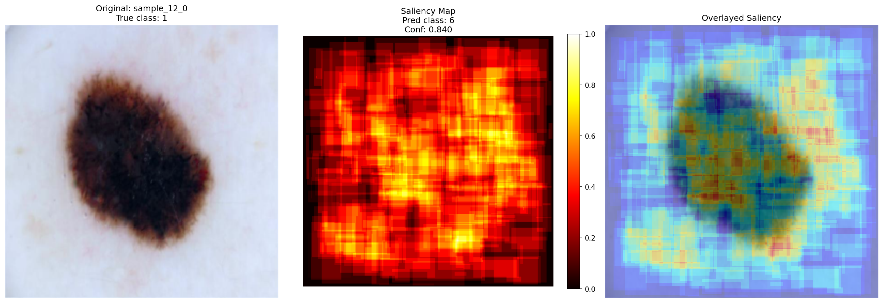 Original: sample_12_0
True class: 1
Saliency Map
Pred class: 6
Conf: 0.840
1.0
0.8
0.6
0.4
0.2
0.0
Overlayed Saliency